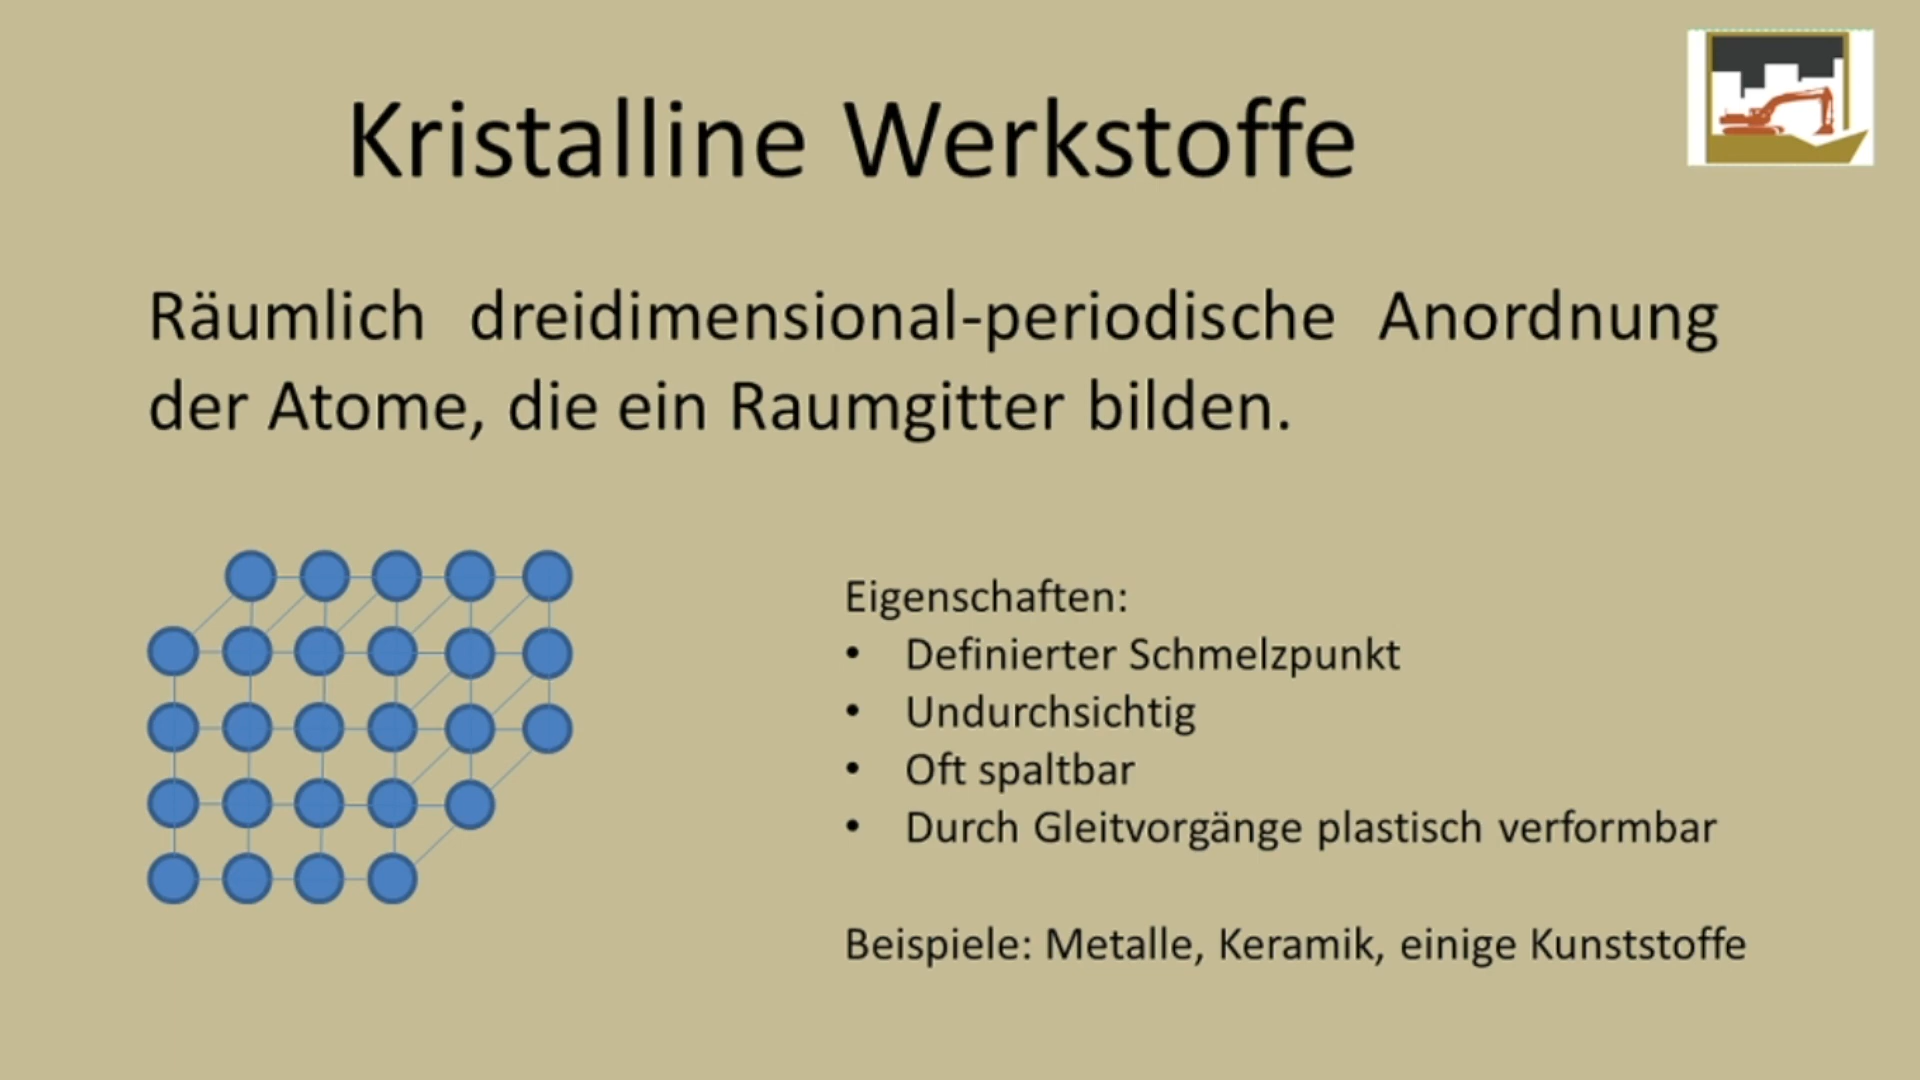 Kristalline Werkstoffe
Räumlich dreidimensional-periodische Anordnung
der Atome, die ein Raumgitter bilden.
Eigenschaften:
• Definierter Schmelzpunkt
• Undurchsichtig
• Oft spaltbar
• Durch Gleitvorgänge plastisch verformbar
Beispiele: Metalle, Keramik, einige Kunststoffe